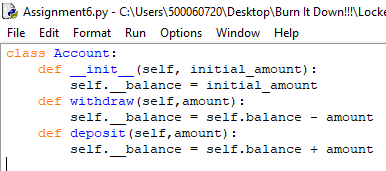 Assignment6.py - C:\Users\500060720\Desktop\Burn It Down!!!\Locke
File Edit Format Run Options Window Help
class Account:
    def __init__(self, initial_amount):
        self.__balance = initial_amount
    def withdraw(self,amount):
        self.__balance = self.balance - amount
    def deposit(self,amount):
        self.__balance = self.balance + amount